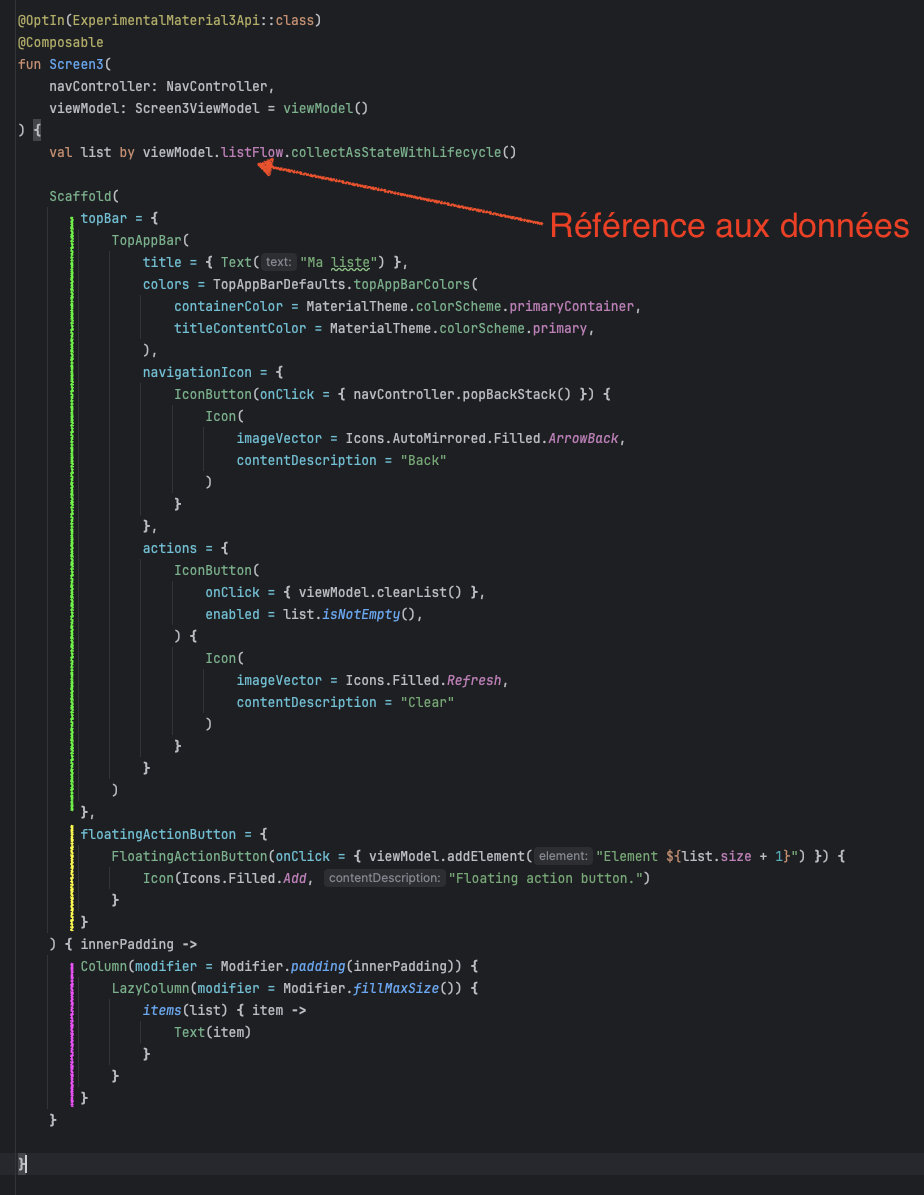 @OptIn(ExperimentalMaterial3Api::class)
@Composable
fun Screen3(
    navController: NavController,
    viewModel: Screen3ViewModel = viewModel()
) {
    val list by viewModel.listFlow.collectAsStateWithLifecycle()
    Scaffold(
Référence aux données
        topBar = {
            TopAppBar(
                title = { Text( text: "Ma liste") },
                colors = TopAppBarDefaults.topAppBarColors(
                    containerColor = MaterialTheme.colorScheme.primaryContainer,
                    titleContentColor = MaterialTheme.colorScheme.primary,
                ),
                navigationIcon = {
                    IconButton(onClick = { navController.popBackStack() }) {
                        Icon(
                            imageVector = Icons.AutoMirrored.Filled.ArrowBack,
                            contentDescription = "Back"
                        )
                    }
                },
                actions = {
                    IconButton(
                        onClick = { viewModel.clearList() },
                        enabled = list.isNotEmpty(),
                    ) {
                        Icon(
                            imageVector = Icons.Filled.Refresh,
                            contentDescription = "Clear"
                        )
                    }
                }
            )
        },
        floatingActionButton = {
            FloatingActionButton(onClick = { viewModel.addElement( element: "Element ${list.size + 1}") }) {
                Icon(Icons.Filled.Add, contentDescription: "Floating action button.")
            }
        }
    ) { innerPadding ->
        Column(modifier = Modifier.padding(innerPadding)) {
            LazyColumn(modifier = Modifier.fillMaxSize()) {
                items(list) { item ->
                    Text(item)
                }
            }
        }
    }
}